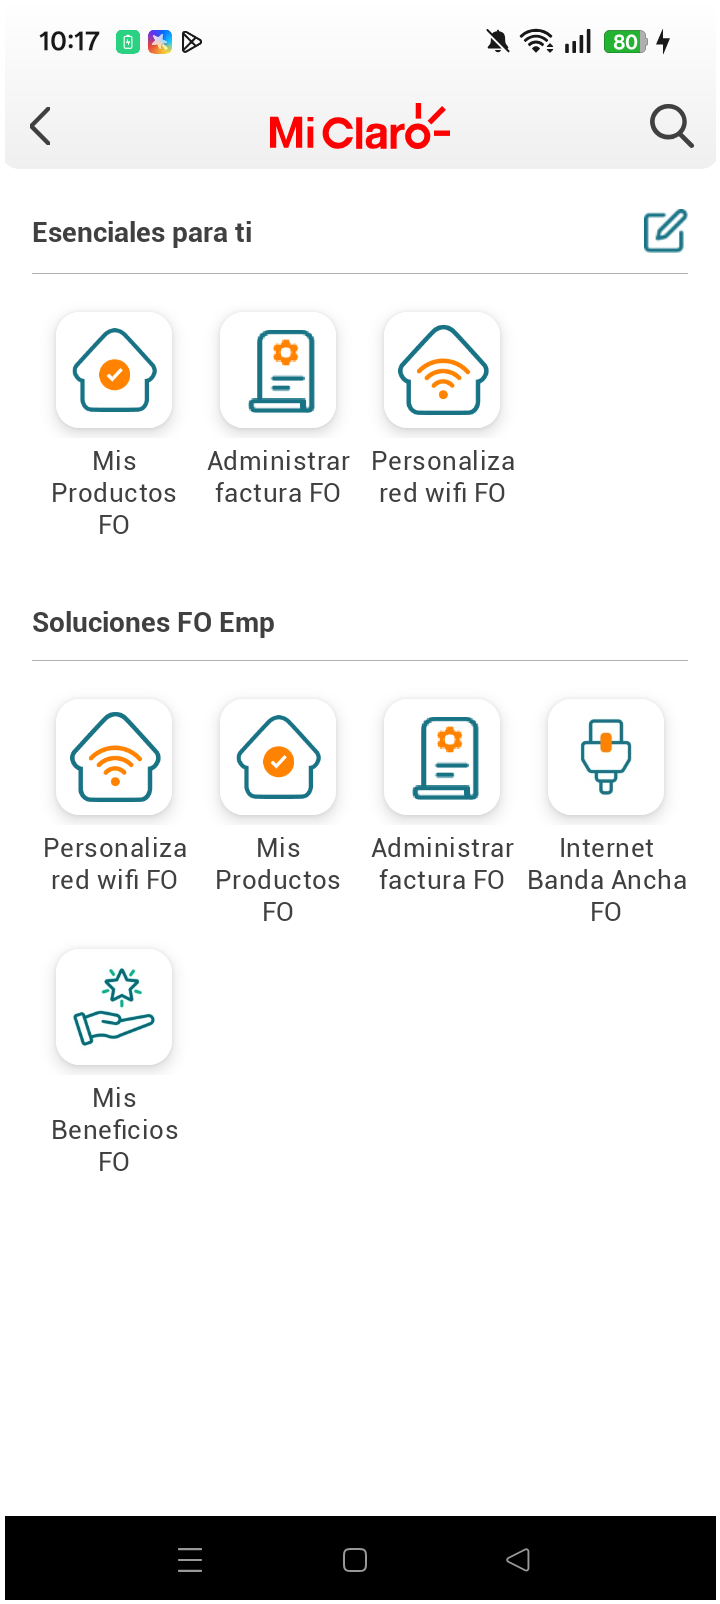 10:17
80
Mi Claro
Esenciales para ti
Mis
Productos
FO
Administrar
factura FO
Personaliza
red wifi FO
Soluciones FO Emp
Personaliza
red wifi FO
Mis
Productos
FO
Administrar
factura FO
Internet
Banda Ancha
FO
Mis
Beneficios
FO